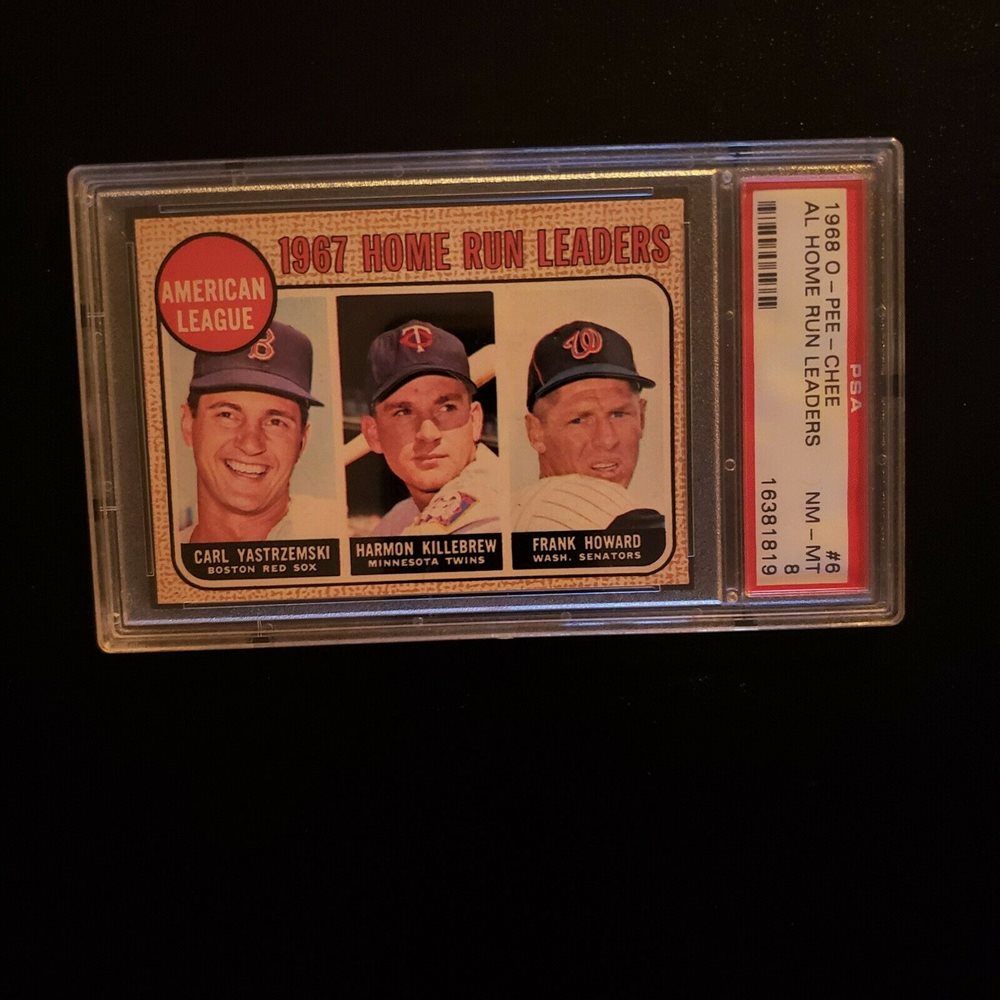 1967 HOME RUN LEADERS
AMERICAN
LEAGUE
B
T
C
W
CARL YASTRZEMSKI
BOSTON RED SOX
HARMON KILLEBREW
MINNESOTA TWINS
FRANK HOWARD
WASH. SENATORS
PSA
1968 O-PEE-CHEE #6
AL HOME RUN LEADERS NM-MT
8
16381819